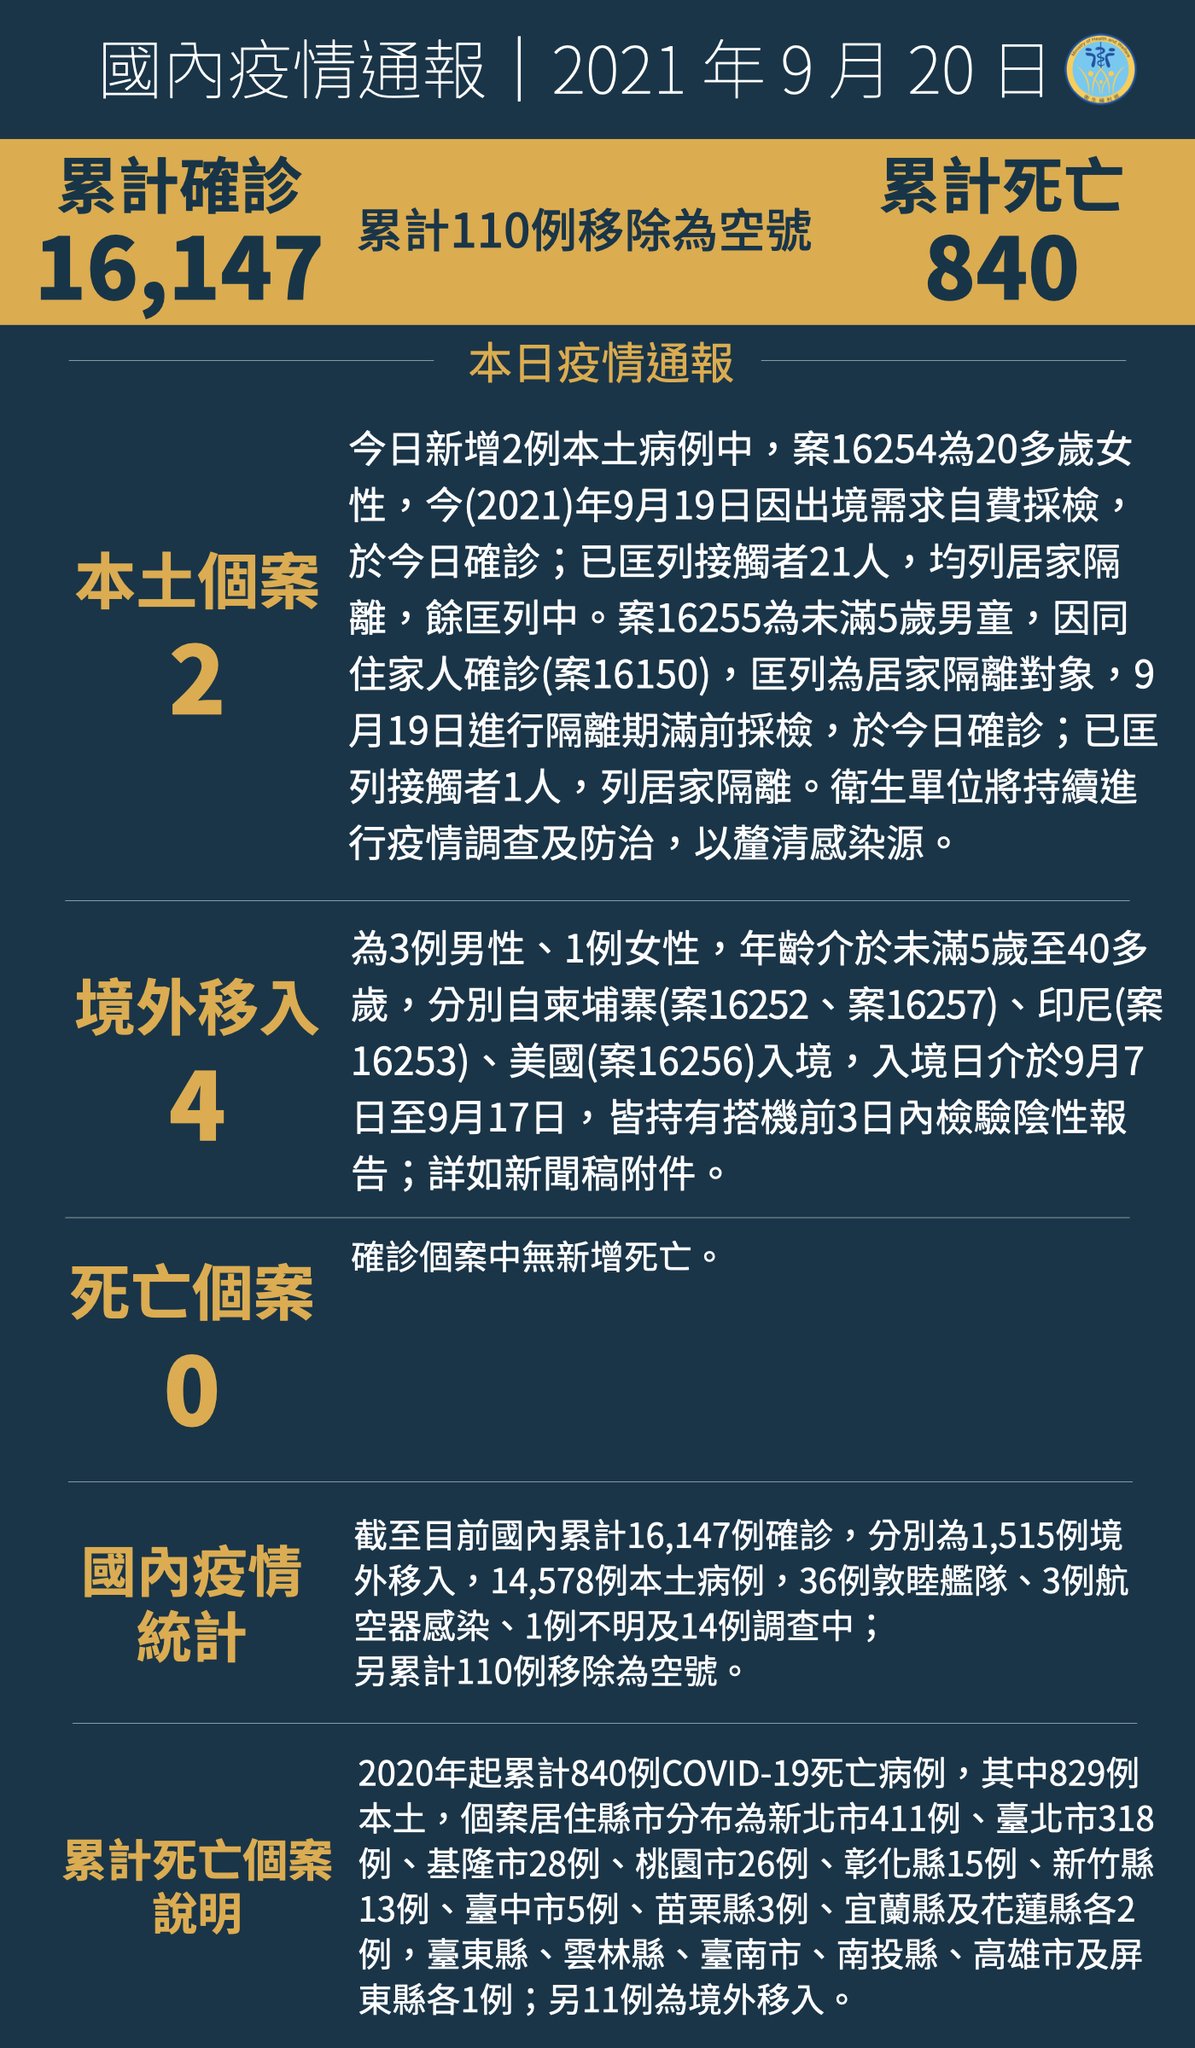 國內疫情通報｜2021 年 9 月 20 日
Ministry of Health and Welfare
衛生福利部
累計確診
16,147
累計110例移除為空號
累計死亡
840
本日疫情通報
本土個案
2
今日新增2例本土病例中，案16254為20多歲女
性，今(2021)年9月19日因出境需求自費採檢，
於今日確診；已匡列接觸者21人，均列居家隔
離，餘匡列中。案16255為未滿5歲男童，因同
住家人確診(案16150)，匡列為居家隔離對象，9
月19日進行隔離期滿前採檢，於今日確診；已匡
列接觸者1人，列居家隔離。衛生單位將持續進
行疫情調查及防治，以釐清感染源。
境外移入
4
為3例男性、1例女性，年齡介於未滿5歲至40多
歲，分別自柬埔寨(案16252、案16257)、印尼(案
16253)、美國(案16256)入境，入境日介於9月7
日至9月17日，皆持有搭機前3日內檢驗陰性報
告；詳如新聞稿附件。
死亡個案
0
確診個案中無新增死亡。
國內疫情
統計
截至目前國內累計16,147例確診，分別為1,515例境
外移入，14,578例本土病例，36例敦睦艦隊、3例航
空器感染、1例不明及14例調查中；
另累計110例移除為空號。
累計死亡個案
說明
2020年起累計840例COVID-19死亡病例，其中829例
本土，個案居住縣市分布為新北市411例、臺北市318
例、基隆市28例、桃園市26例、彰化縣15例、新竹縣
13例、臺中市5例、苗栗縣3例、宜蘭縣及花蓮縣各2
例，臺東縣、雲林縣、臺南市、南投縣、高雄市及屏
東縣各1例；另11例為境外移入。